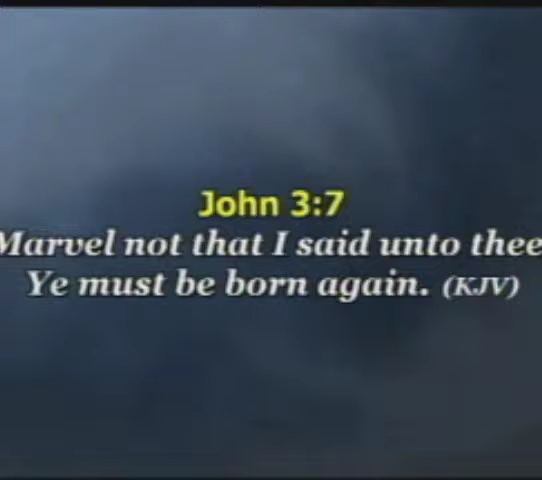 John 3:7
Marvel not that I said unto thee
Ye must be born again. (KJV)